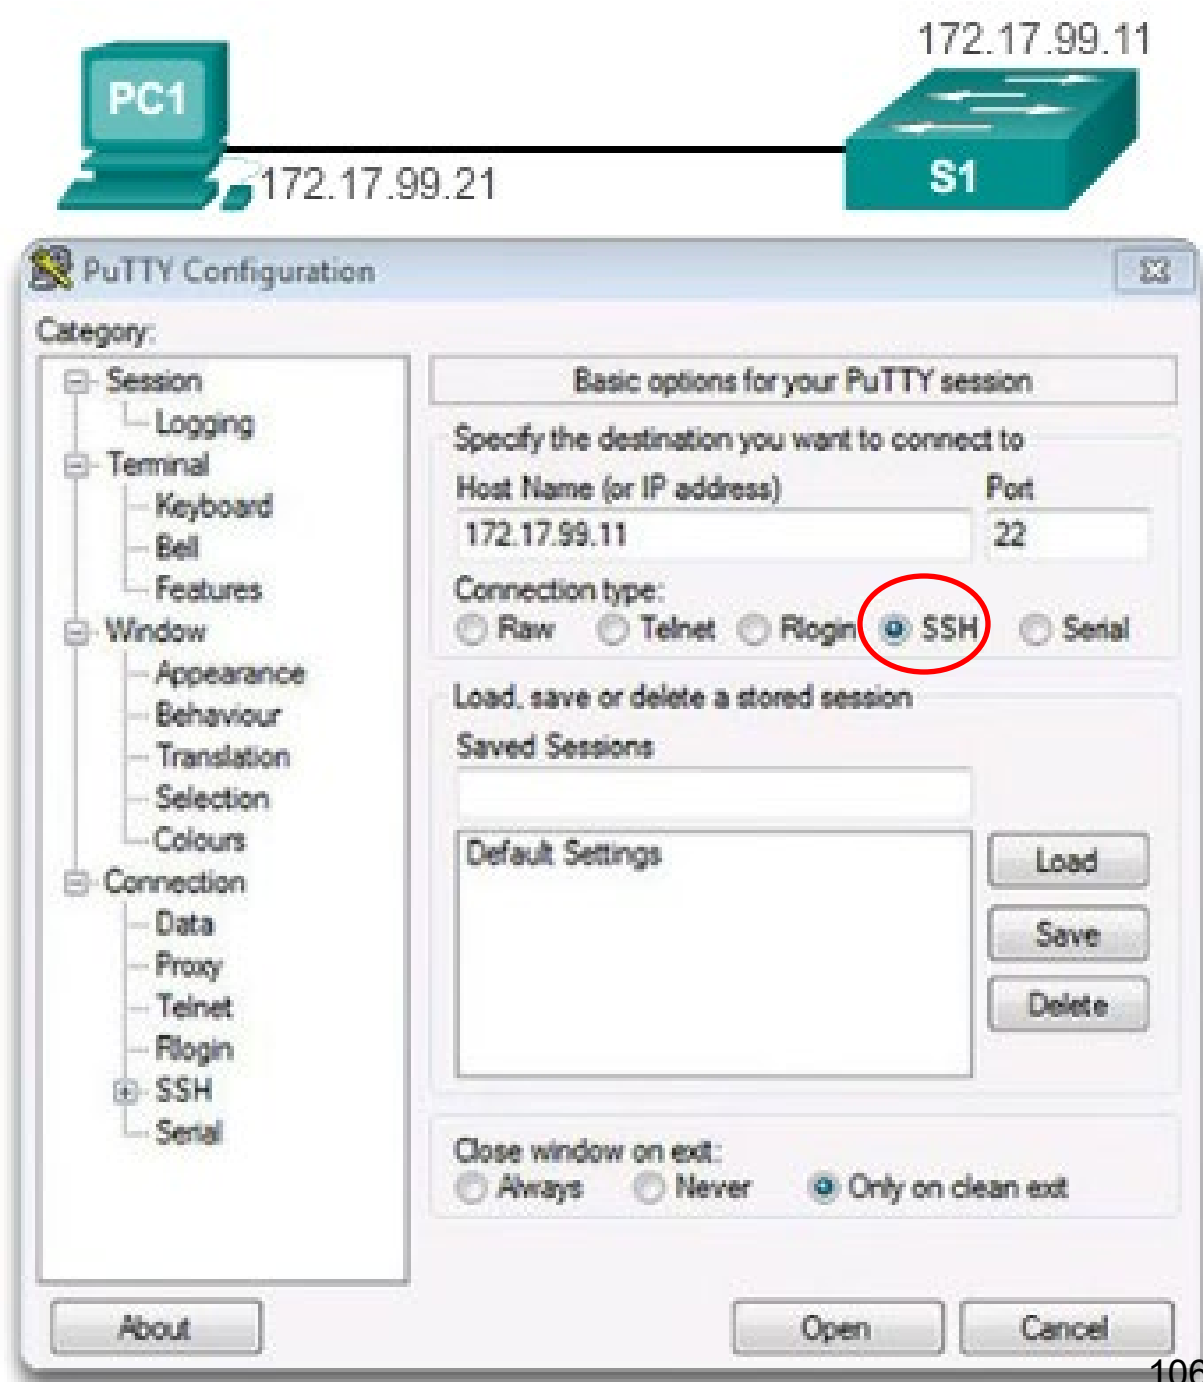 172.17.99.11
PC1
S1
172.17.99.21
PuTTY Configuration
Category:
Session
Logging
Terminal
Keyboard
Bell
Features
Window
Appearance
Behaviour
Translation
Selection
Colours
Connection
Data
Proxy
Telnet
Rlogin
SSH
Serial
Basic options for your PuTTY session
Specify the destination you want to connect to
Host Name (or IP address) Port
172.17.99.11 22
Connection type:
Raw Telnet Rlogin SSH Serial
Load, save or delete a stored session
Saved Sessions
Default Settings
Load
Save
Delete
Close window on exit:
Always Never Only on clean exit
About Open Cancel
106